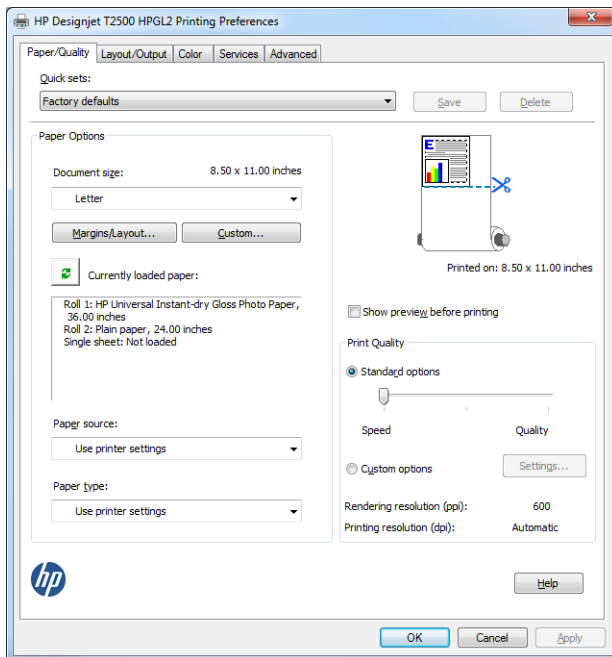 HP Designjet T2500 HPGL2 Printing Preferences
Paper/Quality Layout/Output Color Services Advanced
Quick sets:
Factory defaults
Save Delete
Paper Options
Document size: 8.50 x 11.00 inches
Letter
Margins/Layout... Custom...
Currently loaded paper:
Roll 1: HP Universal Instant-dry Gloss Photo Paper,
36.00 inches
Roll 2: Plain paper, 24.00 inches
Single sheet: Not loaded
Paper source:
Use printer settings
Paper type:
Use printer settings
E
Printed on: 8.50 x 11.00 inches
Show preview before printing
Print Quality
Standard options
Speed Quality
Custom options Settings...
Rendering resolution (ppi): 600
Printing resolution (dpi): Automatic
hp
Help
OK Cancel Apply